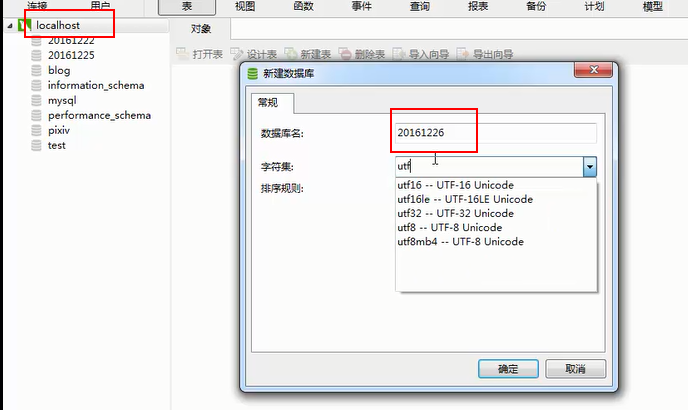 连接 用户 表 视图 函数 事件 查询 报表 备份 计划 模型
localhost
对象
20161222
20161225
blog
information_schema
mysql
performance_schema
pixiv
test
打开表 设计表 新建表 删除表 导入向导 导出向导
新建数据库
常规
数据库名: 20161226
字符集: utf
排序规则:
utf16 -- UTF-16 Unicode
utf16le -- UTF-16LE Unicode
utf32 -- UTF-32 Unicode
utf8 -- UTF-8 Unicode
utf8mb4 -- UTF-8 Unicode
确定 取消